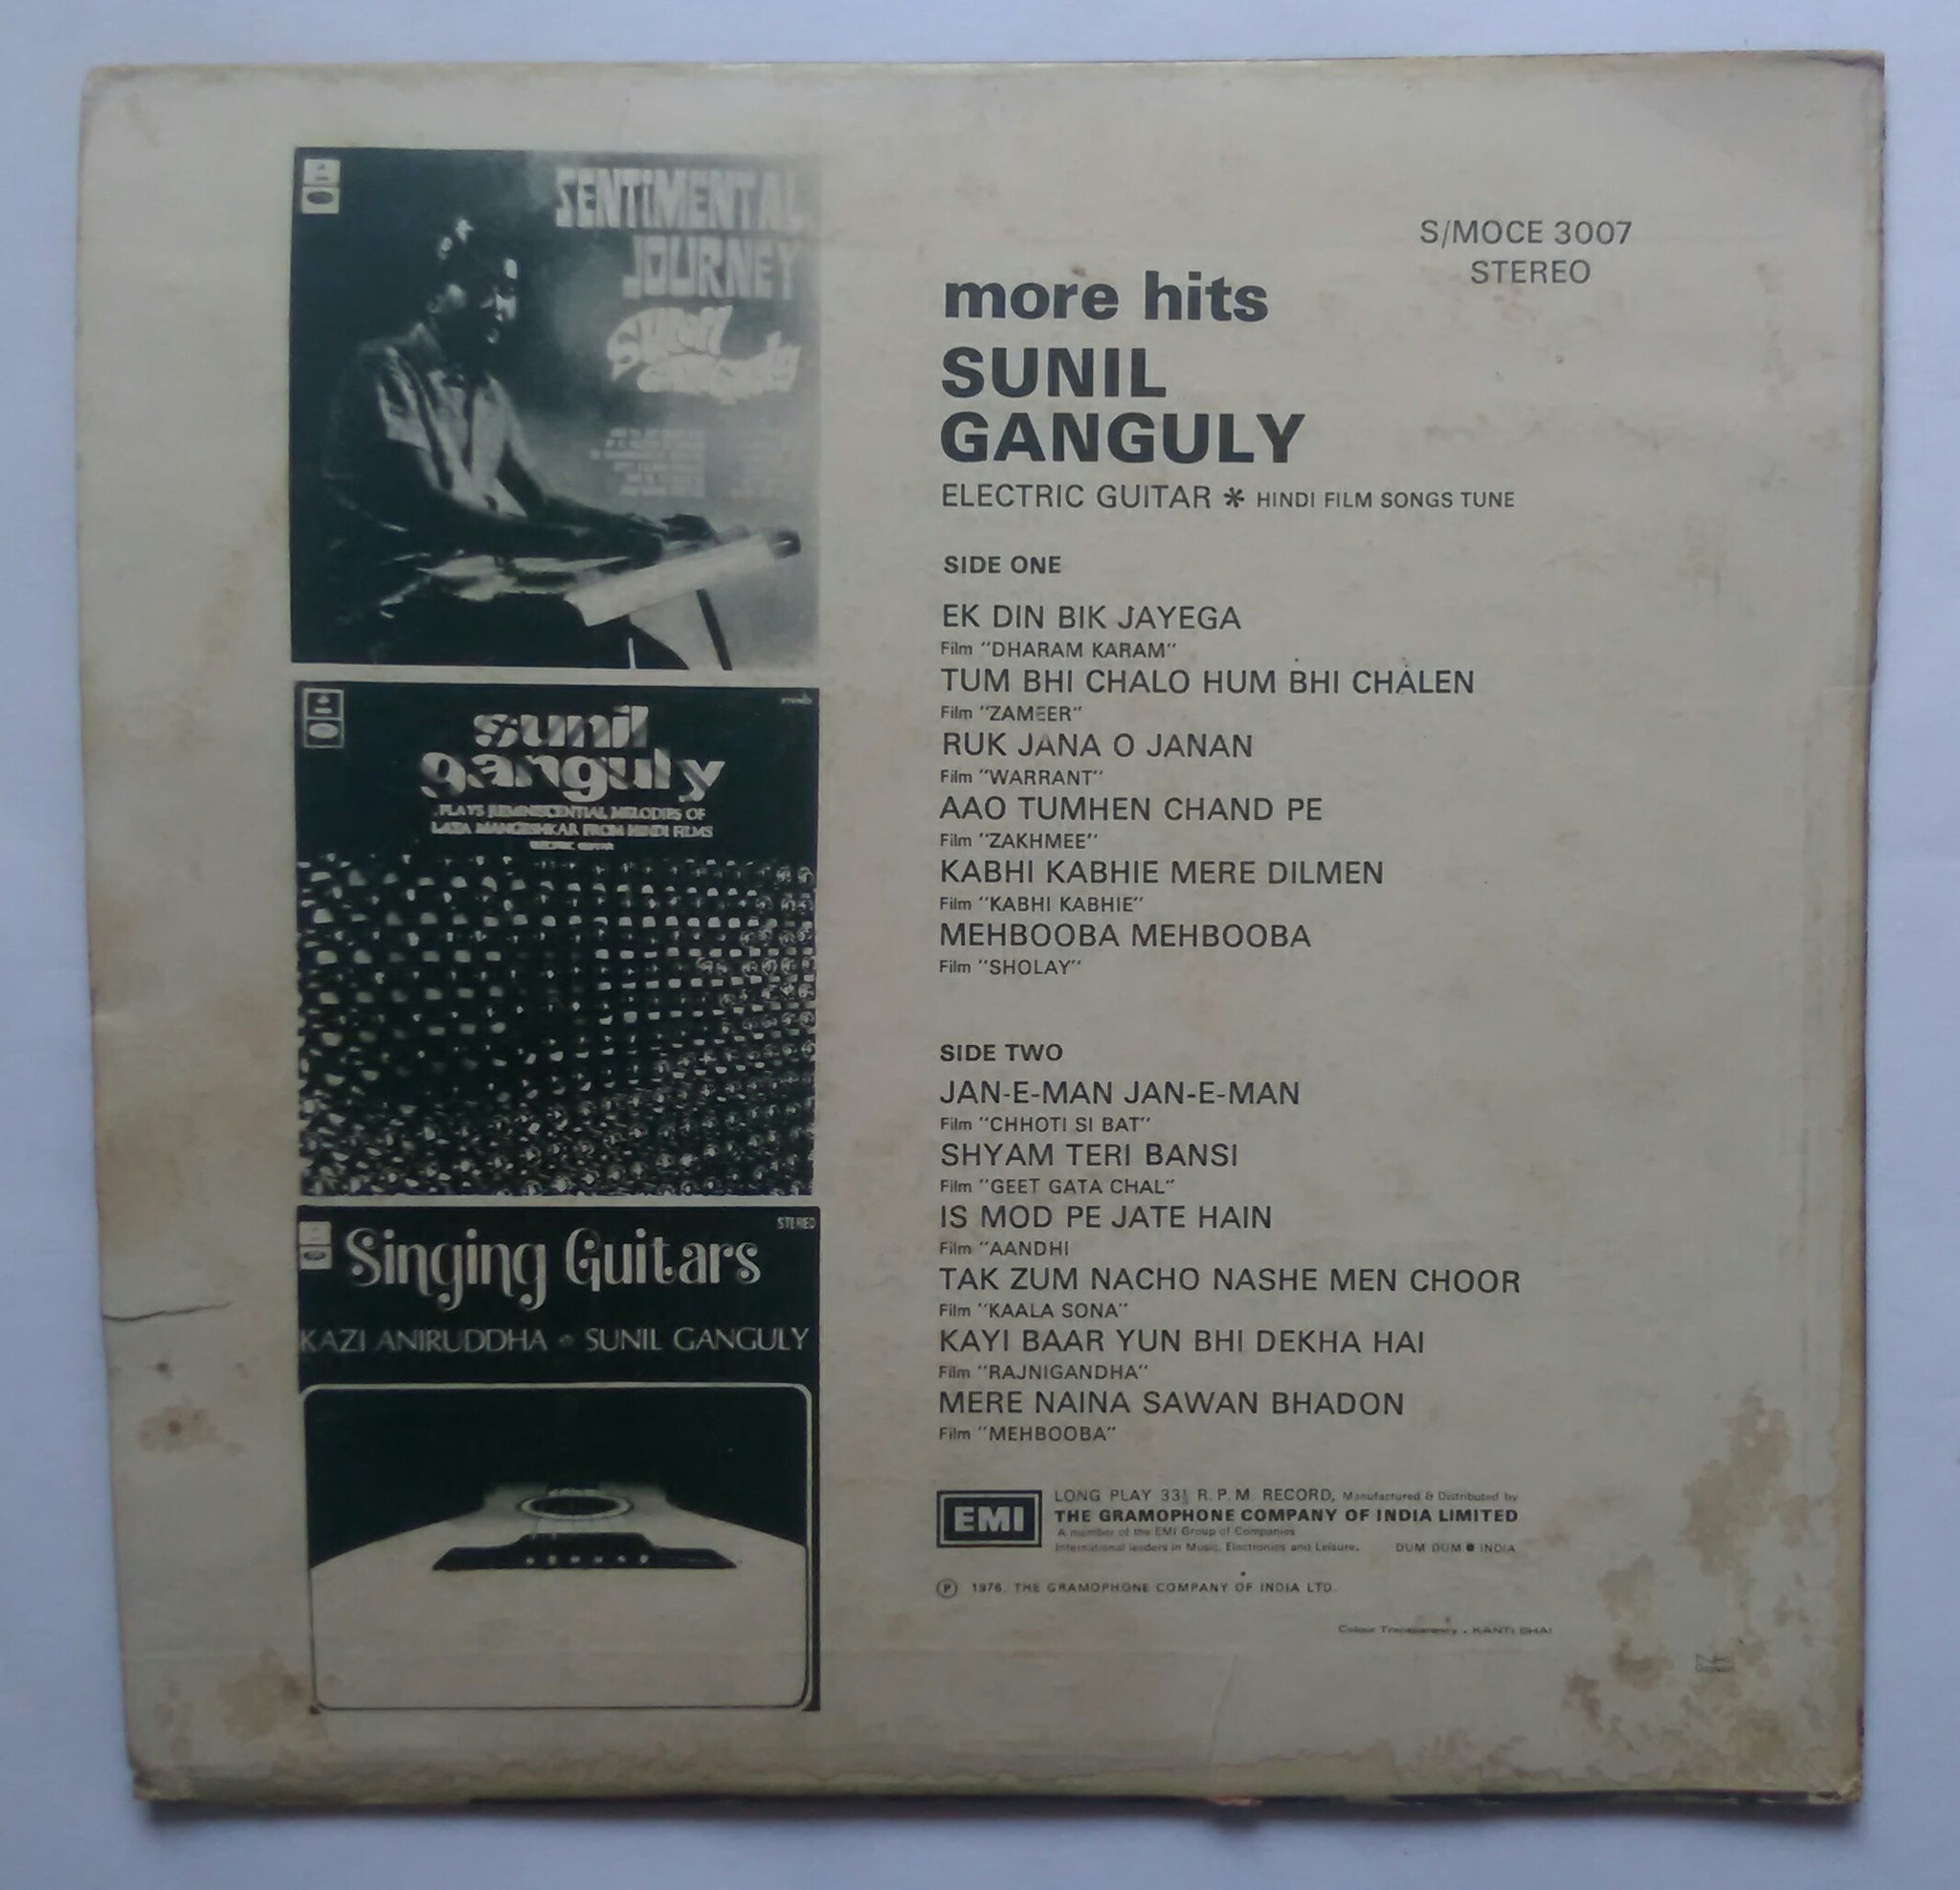 SENTIMENTAL
JOURNEY
Sunil
Ganguly
sunil
ganguly
PLAYS REMINISCENTIAL MELODIES OF
LATA MANGESHKAR FROM HINDI FILMS
ELECTRIC GUITAR
STEREO
Singing Guitars
KAZI ANIRUDDHA SUNIL GANGULY
S/MOCE 3007
STEREO
more hits
SUNIL
GANGULY
ELECTRIC GUITAR * HINDI FILM SONGS TUNE
SIDE ONE
EK DIN BIK JAYEGA
Film "DHARAM KARAM"
TUM BHI CHALO HUM BHI CHALEN
Film "ZAMEER"
RUK JANA O JANAN
Film "WARRANT"
AAO TUMHEN CHAND PE
Film "ZAKHMEE"
KABHI KABHIE MERE DILMEN
Film "KABHI KABHIE"
MEHBOOBA MEHBOOBA
Film "SHOLAY"
SIDE TWO
JAN-E-MAN JAN-E-MAN
Film "CHHOTI SI BAT"
SHYAM TERI BANSI
Film "GEET GATA CHAL"
IS MOD PE JATE HAIN
Film "AANDHI
TAK ZUM NACHO NASHE MEN CHOOR
Film "KAALA SONA"
KAYI BAAR YUN BHI DEKHA HAI
Film "RAJNIGANDHA"
MERE NAINA SAWAN BHADON
Film "MEHBOOBA"
EMI
LONG PLAY 33⅓ R.P.M. RECORD, Manufactured & Distributed by
THE GRAMOPHONE COMPANY OF INDIA LIMITED
A member of the EMI Group of Companies
International leaders in Music, Electronics and Leisure. DUM DUM ● INDIA
℗ 1976. THE GRAMOPHONE COMPANY OF INDIA LTD.
Colour Transparency . KANTI BHAI